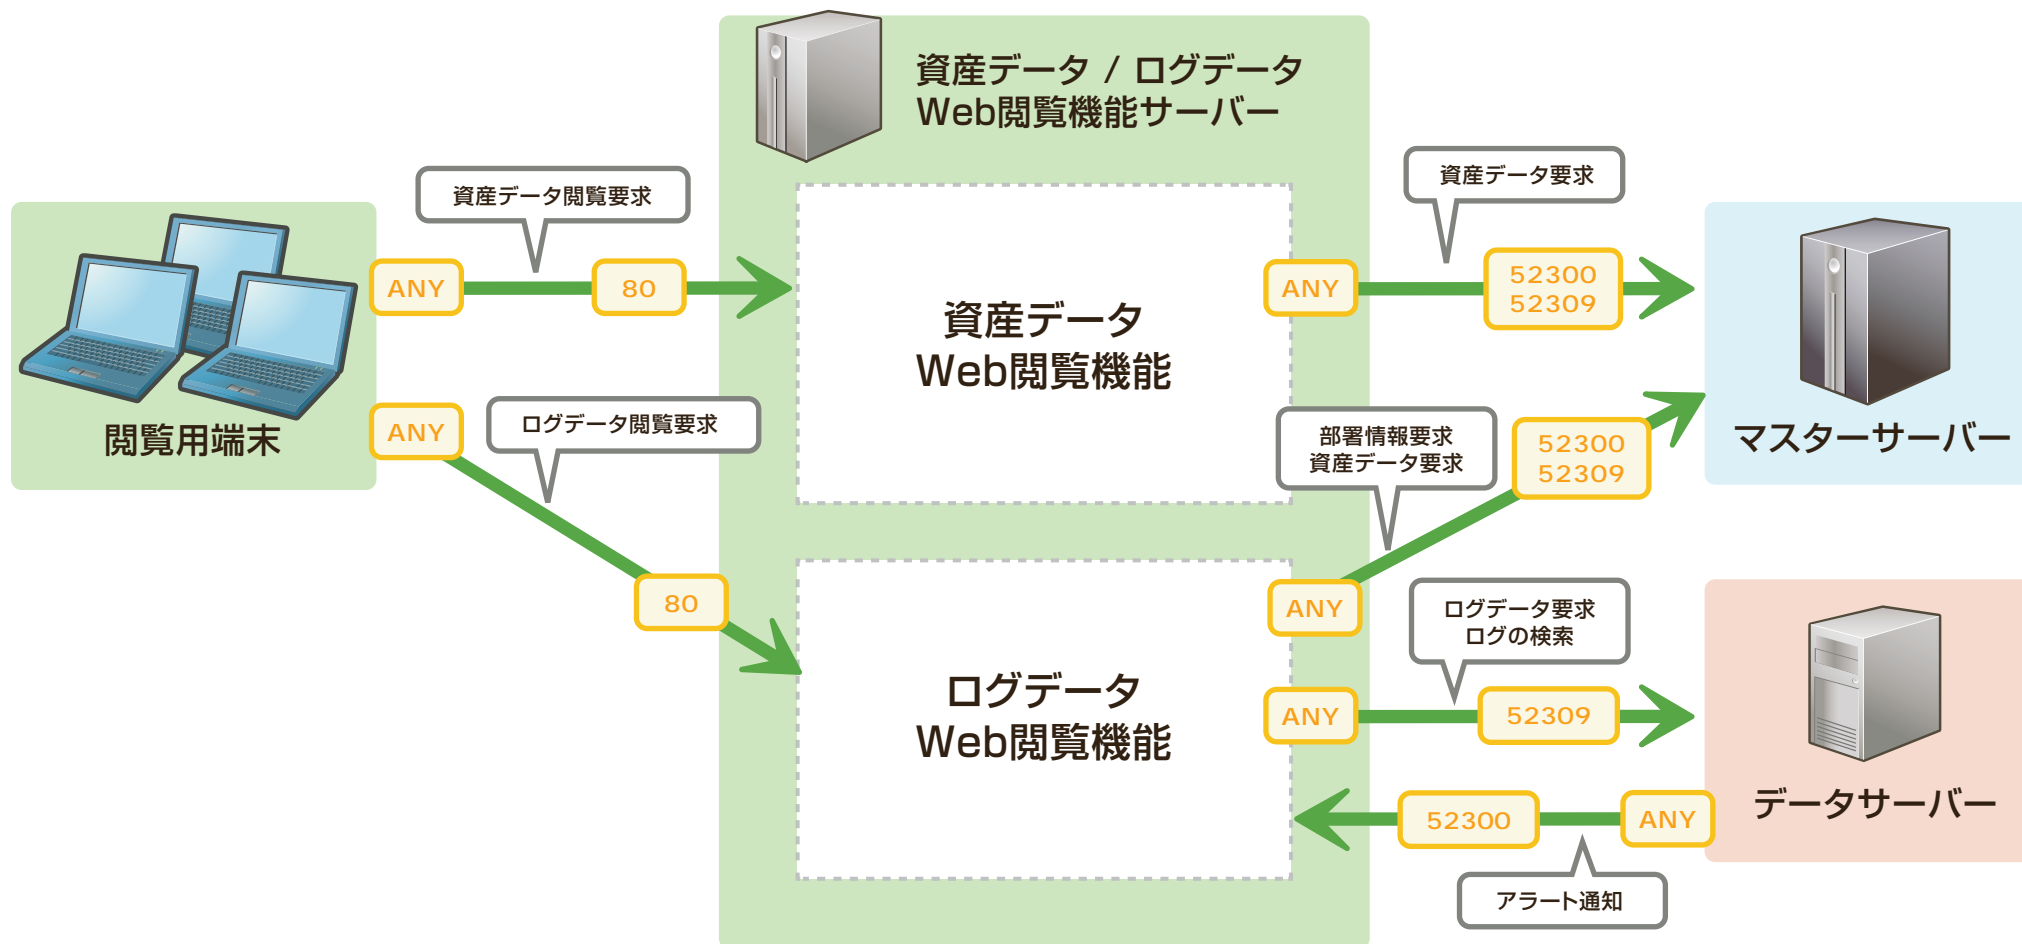 資産データ / ログデータ
Web閲覧機能サーバー
資産データ閲覧要求
資産データ要求
ANY
80
ANY
52300
52309
資産データ
Web閲覧機能
閲覧用端末
ANY
ログデータ閲覧要求
部署情報要求
資産データ要求
52300
52309
マスターサーバー
80
ANY
ログデータ要求
ログの検索
ログデータ
Web閲覧機能
ANY
52309
データサーバー
52300
ANY
アラート通知